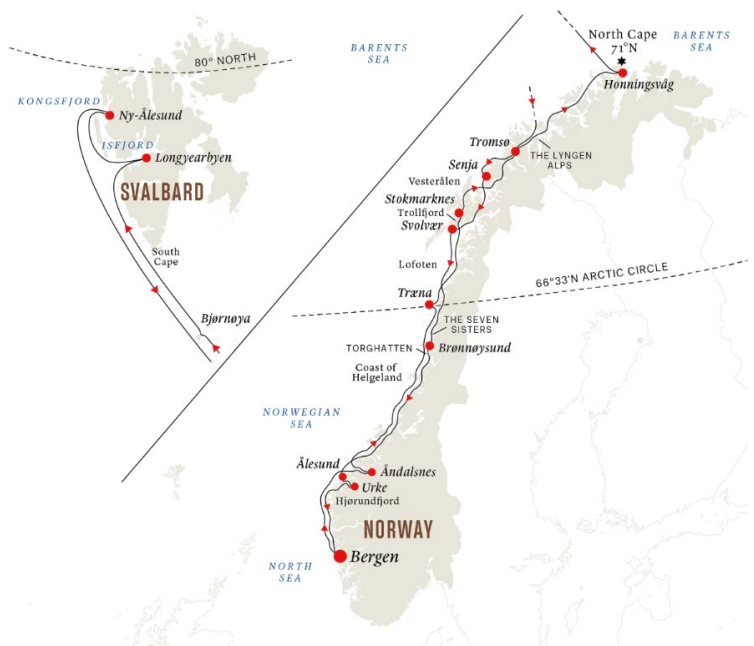 80° NORTH
KONGSFJORD
Ny-Ålesund
ISFJORD
Longyearbyen
SVALBARD
South
Cape
Bjørnøya
BARENTS
SEA
North Cape
71°N
BARENTS
SEA
Honningsvåg
Tromsø
THE LYNGEN
ALPS
Senja
Vesterålen
Stokmarknes
Trollfjord
Svolvær
Lofoten
66°33'N ARCTIC CIRCLE
Træna
THE SEVEN
SISTERS
TORGHATTEN
Brønnøysund
Coast of
Helgeland
NORWEGIAN
SEA
Ålesund
Åndalsnes
Urke
Hjørundfjord
NORWAY
Bergen
NORTH
SEA